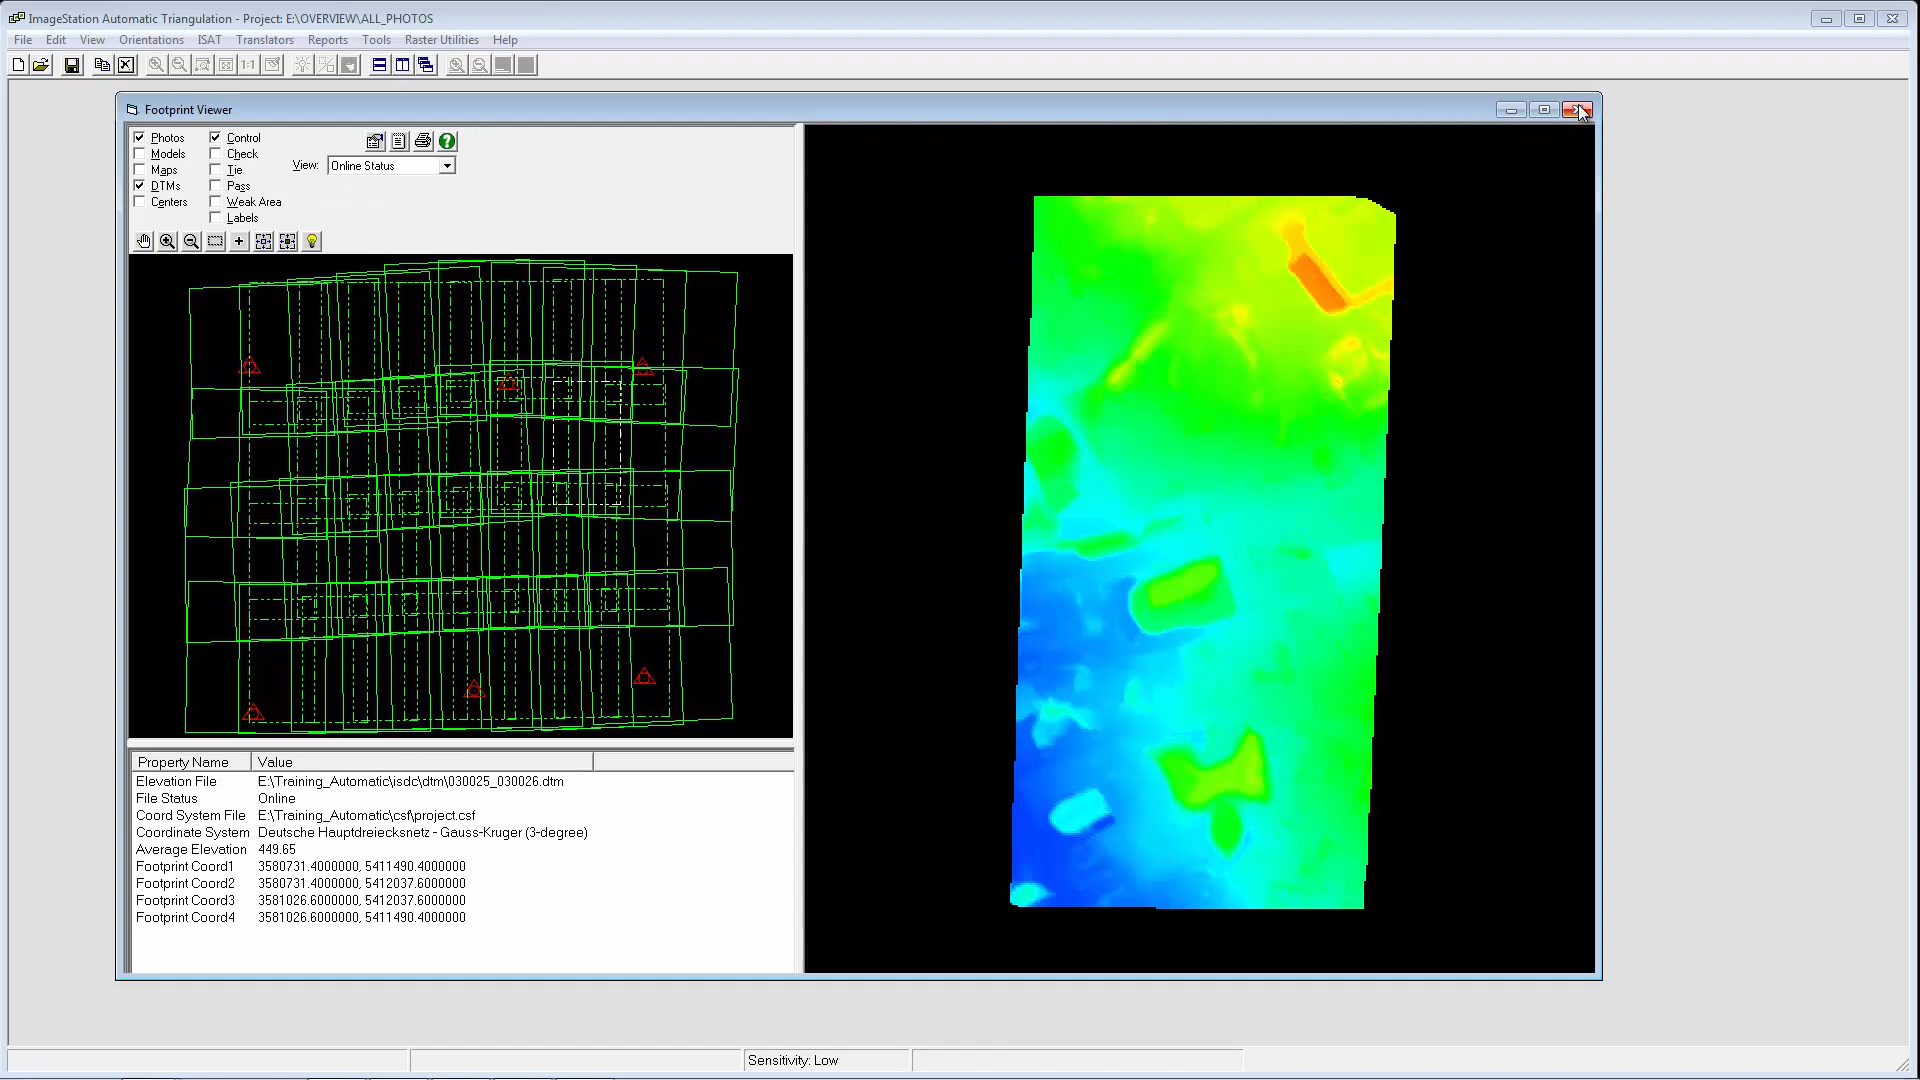 ImageStation Automatic Triangulation - Project: E:\OVERVIEW\ALL_PHOTOS
File Edit View Orientations ISAT Translators Reports Tools Raster Utilities Help
1:1
Footprint Viewer
Photos Control
Models Check
Maps Tie
DTMs Pass
Centers Weak Area
Labels
View: Online Status
Property Name Value
Elevation File E:\Training_Automatic\isdc\dtm\030025_030026.dtm
File Status Online
Coord System File E:\Training_Automatic\csf\project.csf
Coordinate System Deutsche Hauptdreiecksnetz - Gauss-Kruger (3-degree)
Average Elevation 449.65
Footprint Coord1 3580731.4000000, 5411490.4000000
Footprint Coord2 3580731.4000000, 5412037.6000000
Footprint Coord3 3581026.6000000, 5412037.6000000
Footprint Coord4 3581026.6000000, 5411490.4000000
Sensitivity: Low